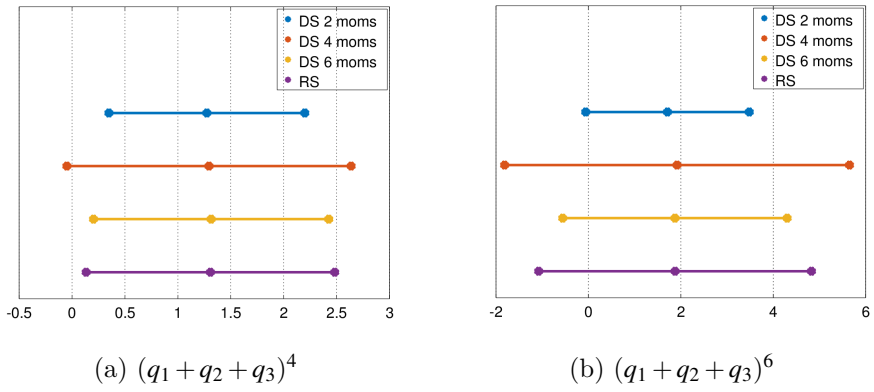 DS 2 moms
DS 4 moms
DS 6 moms
RS
-0.5 0 0.5 1 1.5 2 2.5 3
(a) (q₁ + q₂ + q₃)⁴
DS 2 moms
DS 4 moms
DS 6 moms
RS
-2 0 2 4 6
(b) (q₁ + q₂ + q₃)⁶